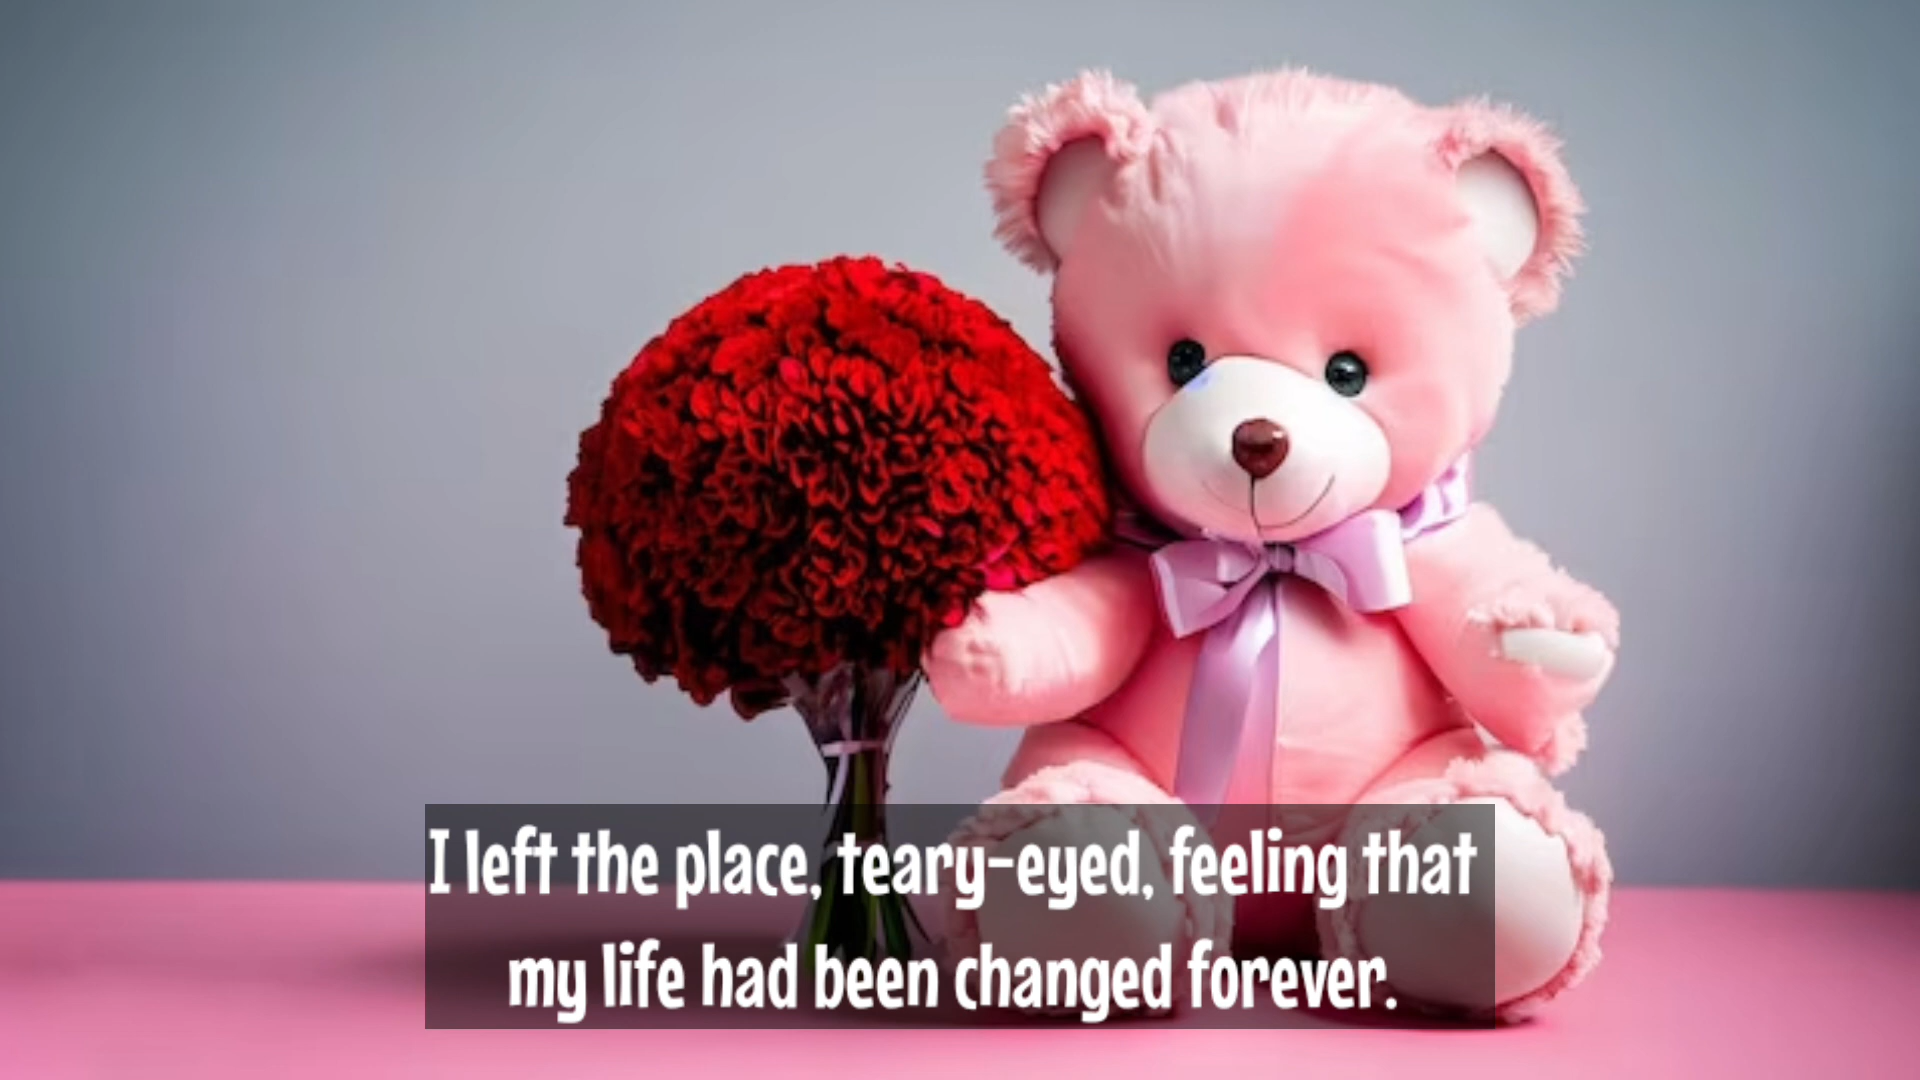 I left the place, teary-eyed, feeling that
my life had been changed forever.